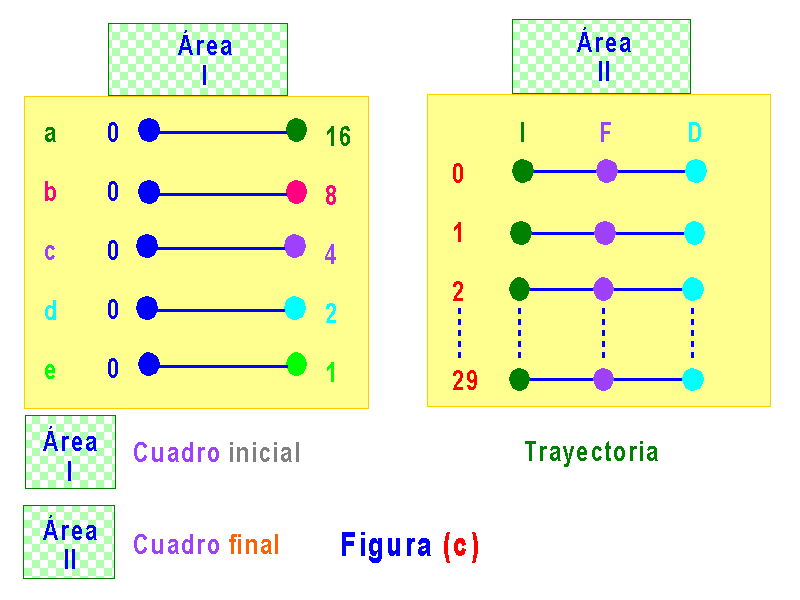 Área
I
a 0 16
b 0 8
c 0 4
d 0 2
e 0 1
Área
II
I F D
0
1
2
29
Área
I
Cuadro inicial
Trayectoria
Área
II
Cuadro final
Figura (c)